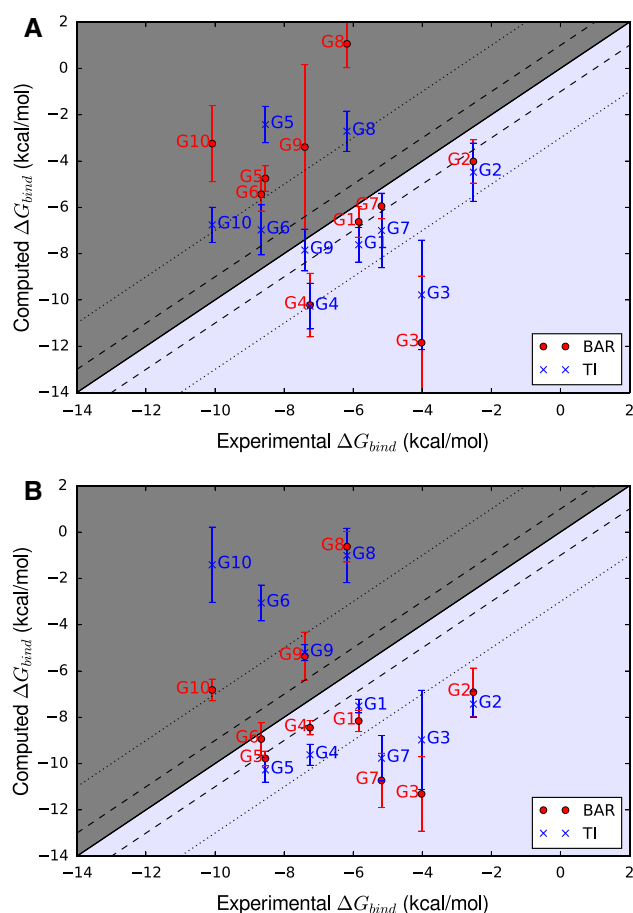 A
2
0
−2
−4
−6
−8
−10
−12
−14
Computed ΔG_bind (kcal/mol)
G8
G5
G8
G10
G9
G5
G6
G2
G2
G10
G6
G1
G7
G9
G1
G7
G4
G4
G3
G3
BAR
TI
−14 −12 −10 −8 −6 −4 −2 0 2
Experimental ΔG_bind (kcal/mol)
B
2
0
−2
−4
−6
−8
−10
−12
−14
Computed ΔG_bind (kcal/mol)
G8
G8
G10
G6
G9
G9
G10
G2
G2
G1
G1
G6
G4
G4
G5
G5
G3
G7
G7
G3
BAR
TI
−14 −12 −10 −8 −6 −4 −2 0 2
Experimental ΔG_bind (kcal/mol)